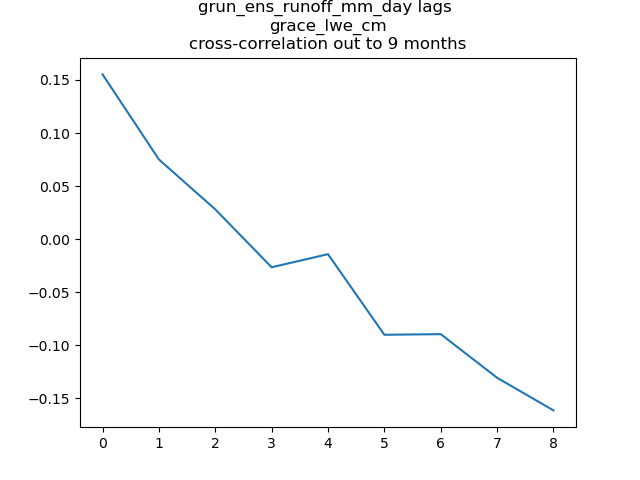 grun_ens_runoff_mm_day lags
grace_lwe_cm
cross-correlation out to 9 months
0.15
0.10
0.05
0.00
−0.05
−0.10
−0.15
0 1 2 3 4 5 6 7 8